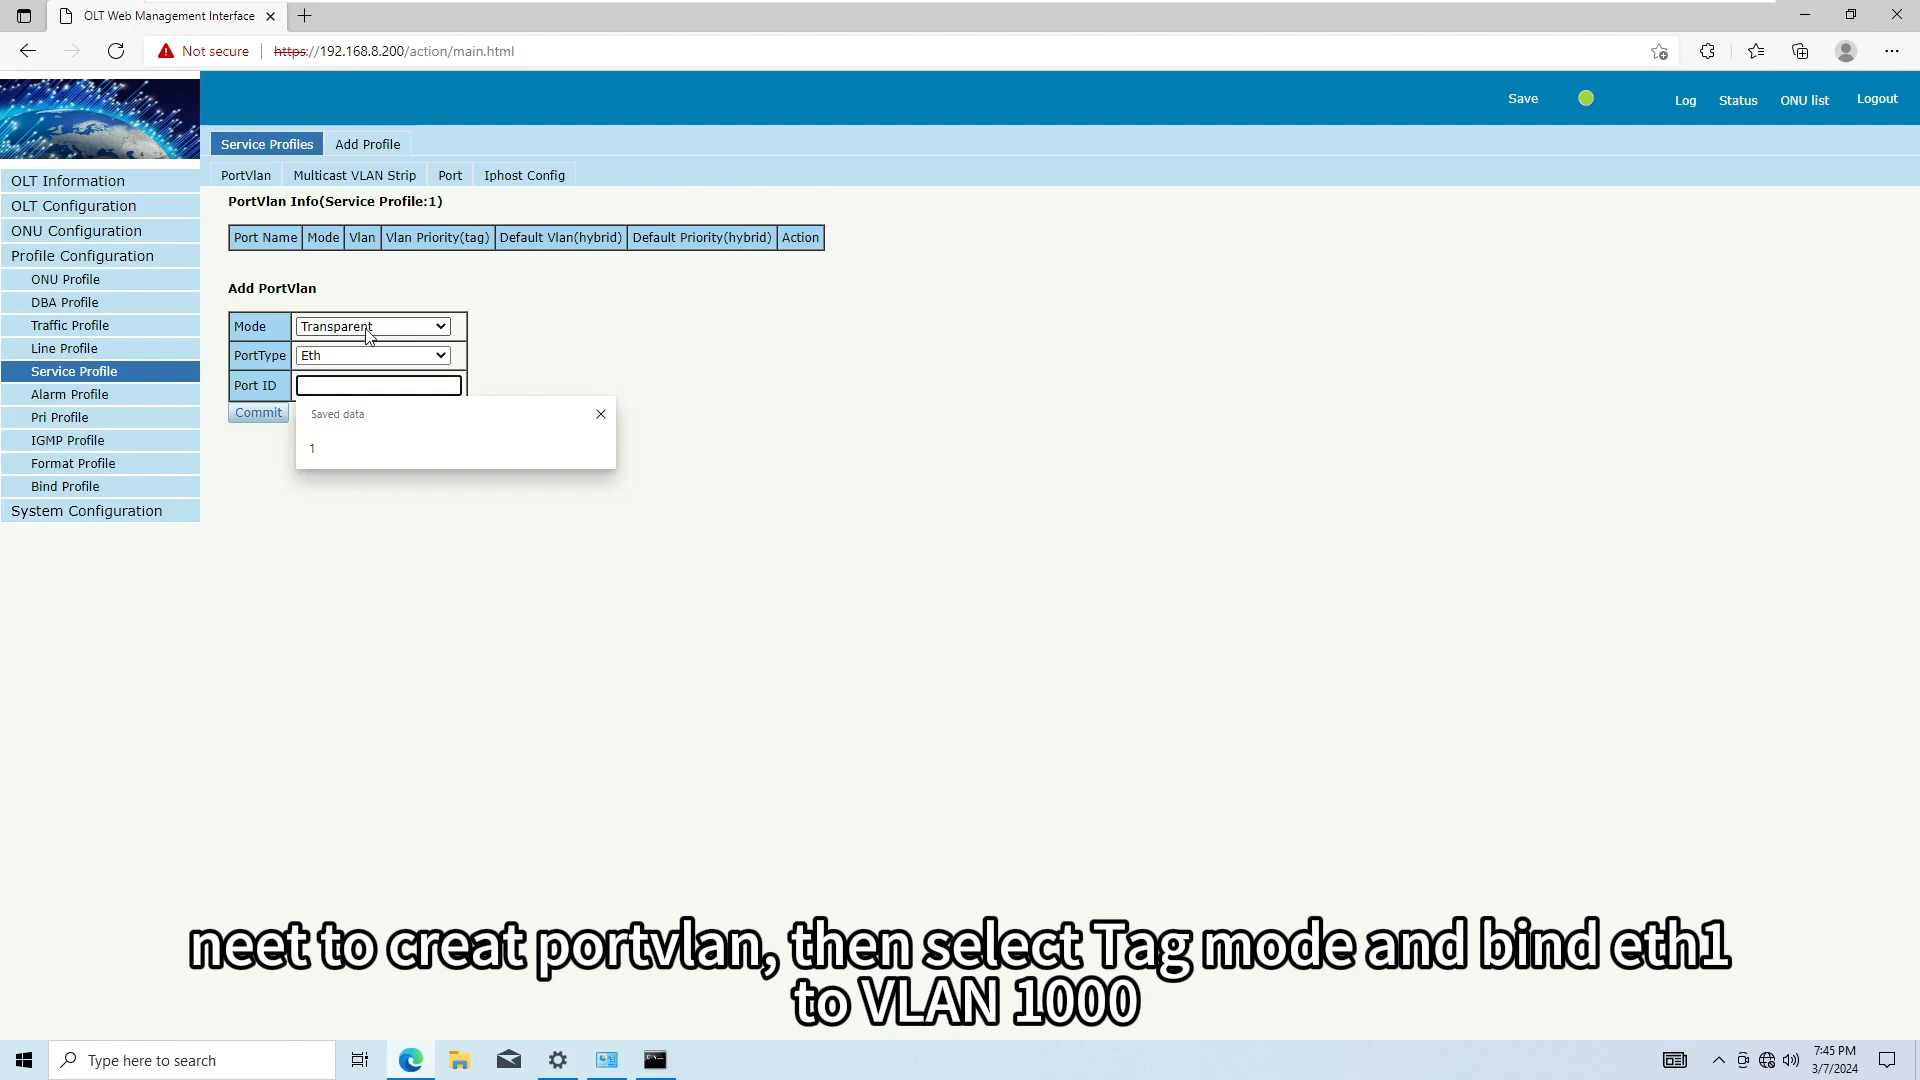 OLT Web Management Interface
Not secure
https://192.168.8.200/action/main.html
Save
Log
Status
ONU list
Logout
Service Profiles
Add Profile
PortVlan
Multicast VLAN Strip
Port
Iphost Config
OLT Information
OLT Configuration
ONU Configuration
Profile Configuration
ONU Profile
DBA Profile
Traffic Profile
Line Profile
Service Profile
Alarm Profile
Pri Profile
IGMP Profile
Format Profile
Bind Profile
System Configuration
PortVlan Info(Service Profile:1)
Port Name Mode Vlan Vlan Priority(tag) Default Vlan(hybrid) Default Priority(hybrid) Action
Add PortVlan
Mode Transparent
PortType Eth
Port ID
Commit
Saved data
1
neet to creat portvlan, then select Tag mode and bind eth1
to VLAN 1000
Type here to search
7:45 PM
3/7/2024